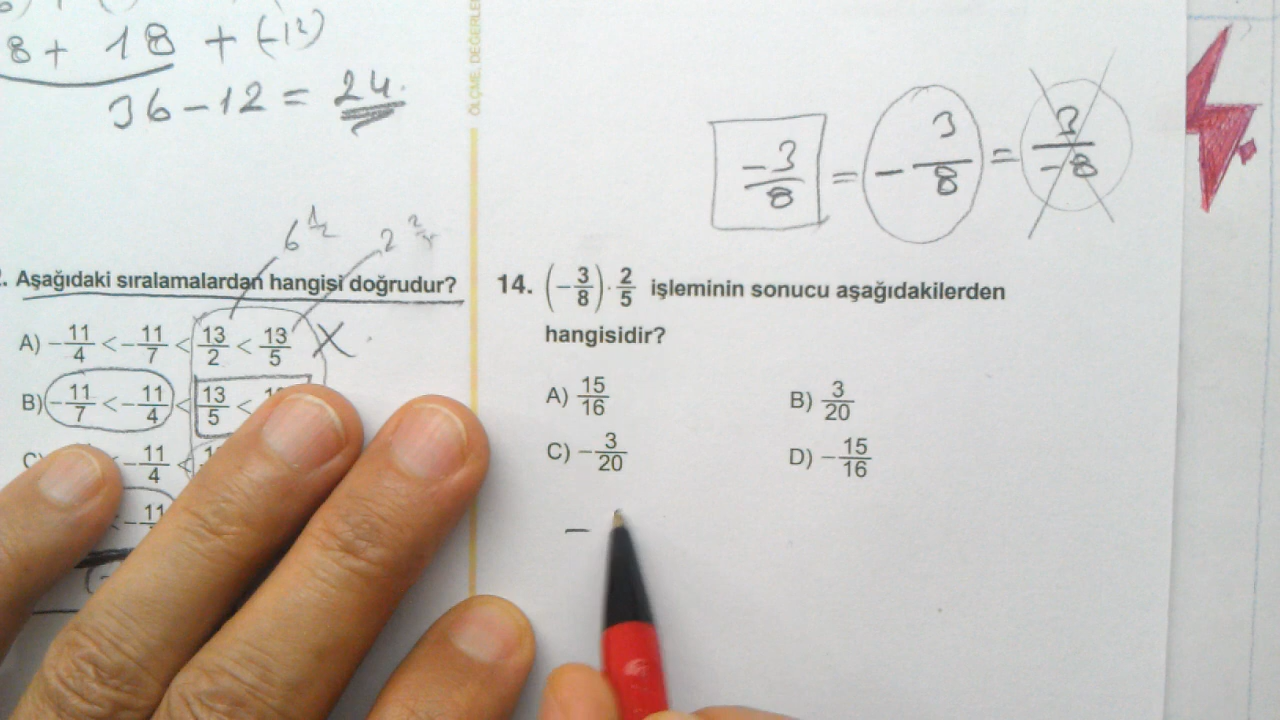 8 + 18 + (-12)
36 - 12 = 24
ÖLÇME, DEĞERLE
-3/8 = - 3/8 = 3/-8
6 1/2
2
. Aşağıdaki sıralamalardan hangisi doğrudur?
A) -11/4 < -11/7 < 13/2 < 13/5 X
B) -11/7 < -11/4 < 13/5 <
-11/4 <
14. (-3/8) · 2/5 işleminin sonucu aşağıdakilerden
hangisidir?
A) 15/16 B) 3/20
C) -3/20 D) -15/16
-